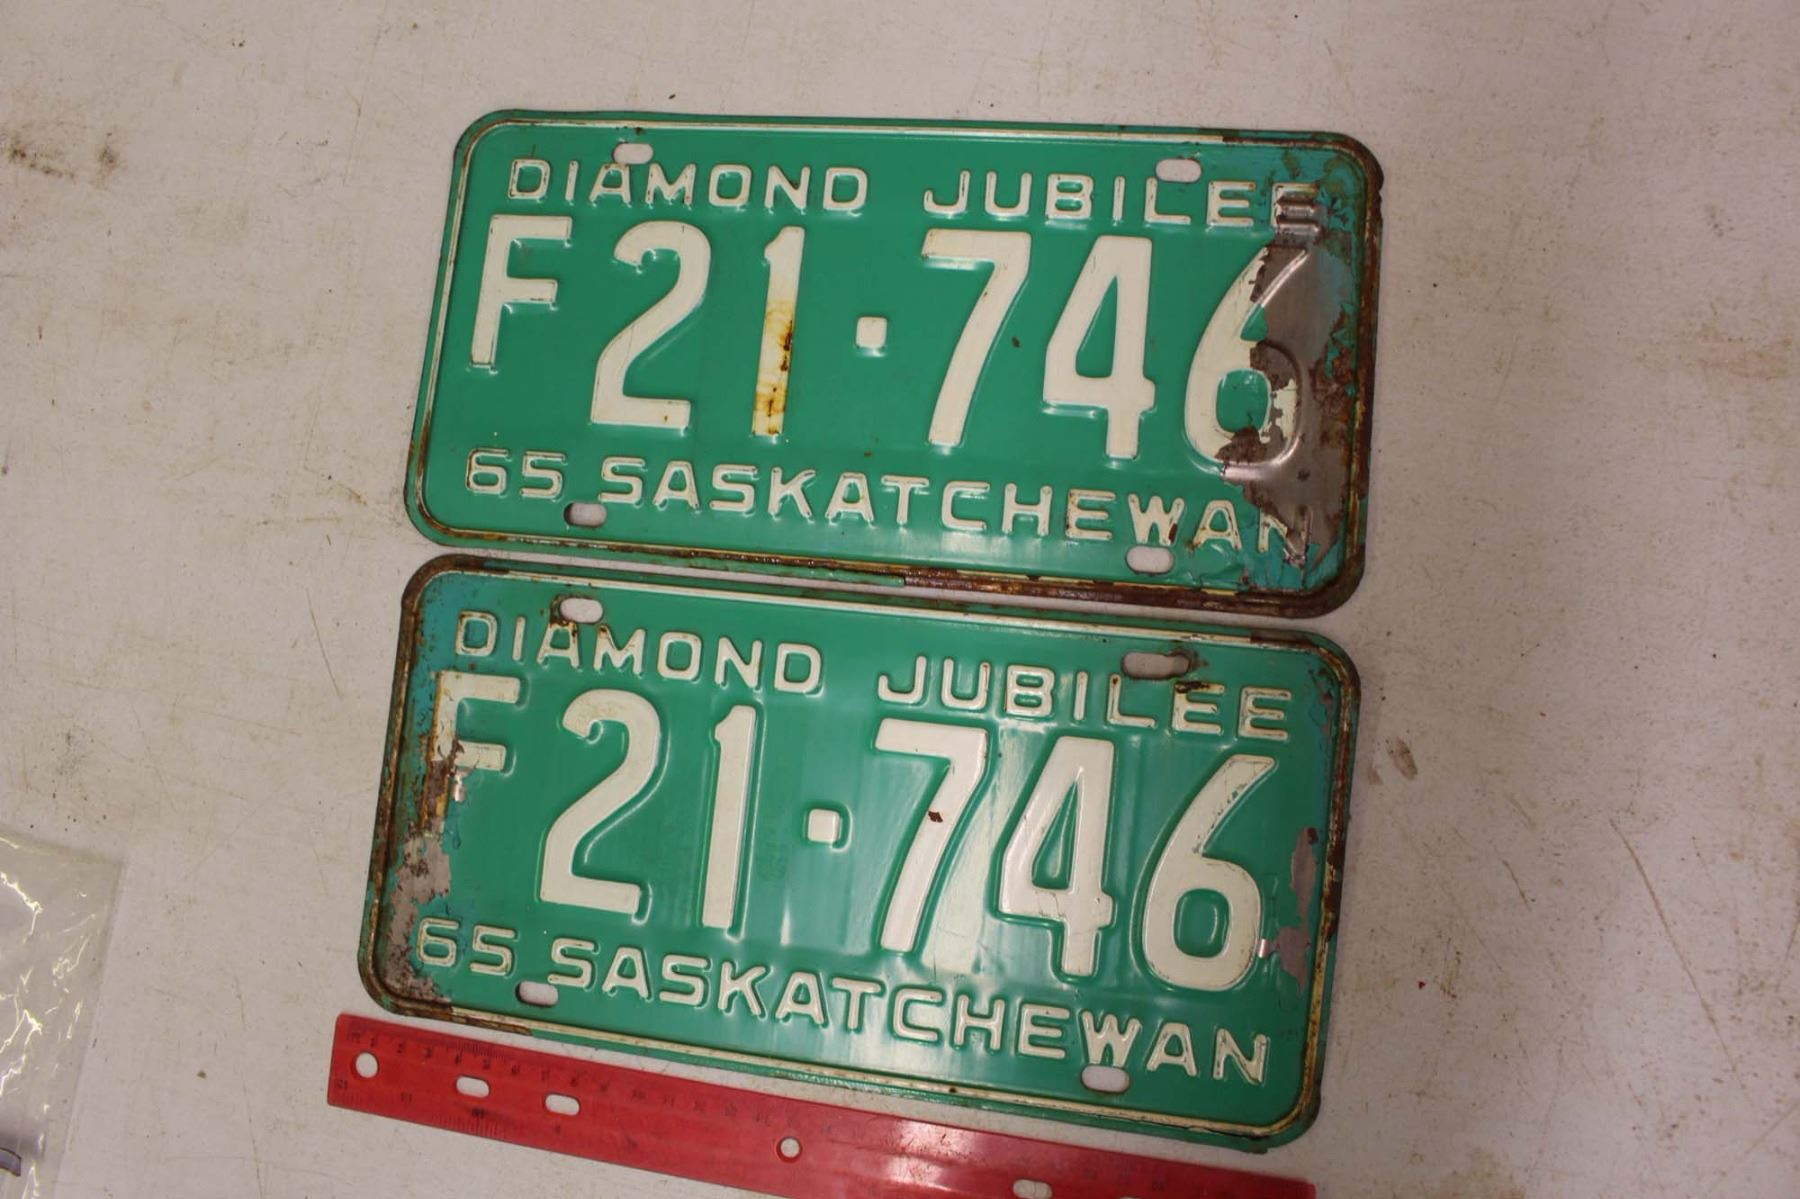 DIAMOND JUBILEE
F21·746
65 SASKATCHEWAN
DIAMOND JUBILEE
F21·746
65 SASKATCHEWAN